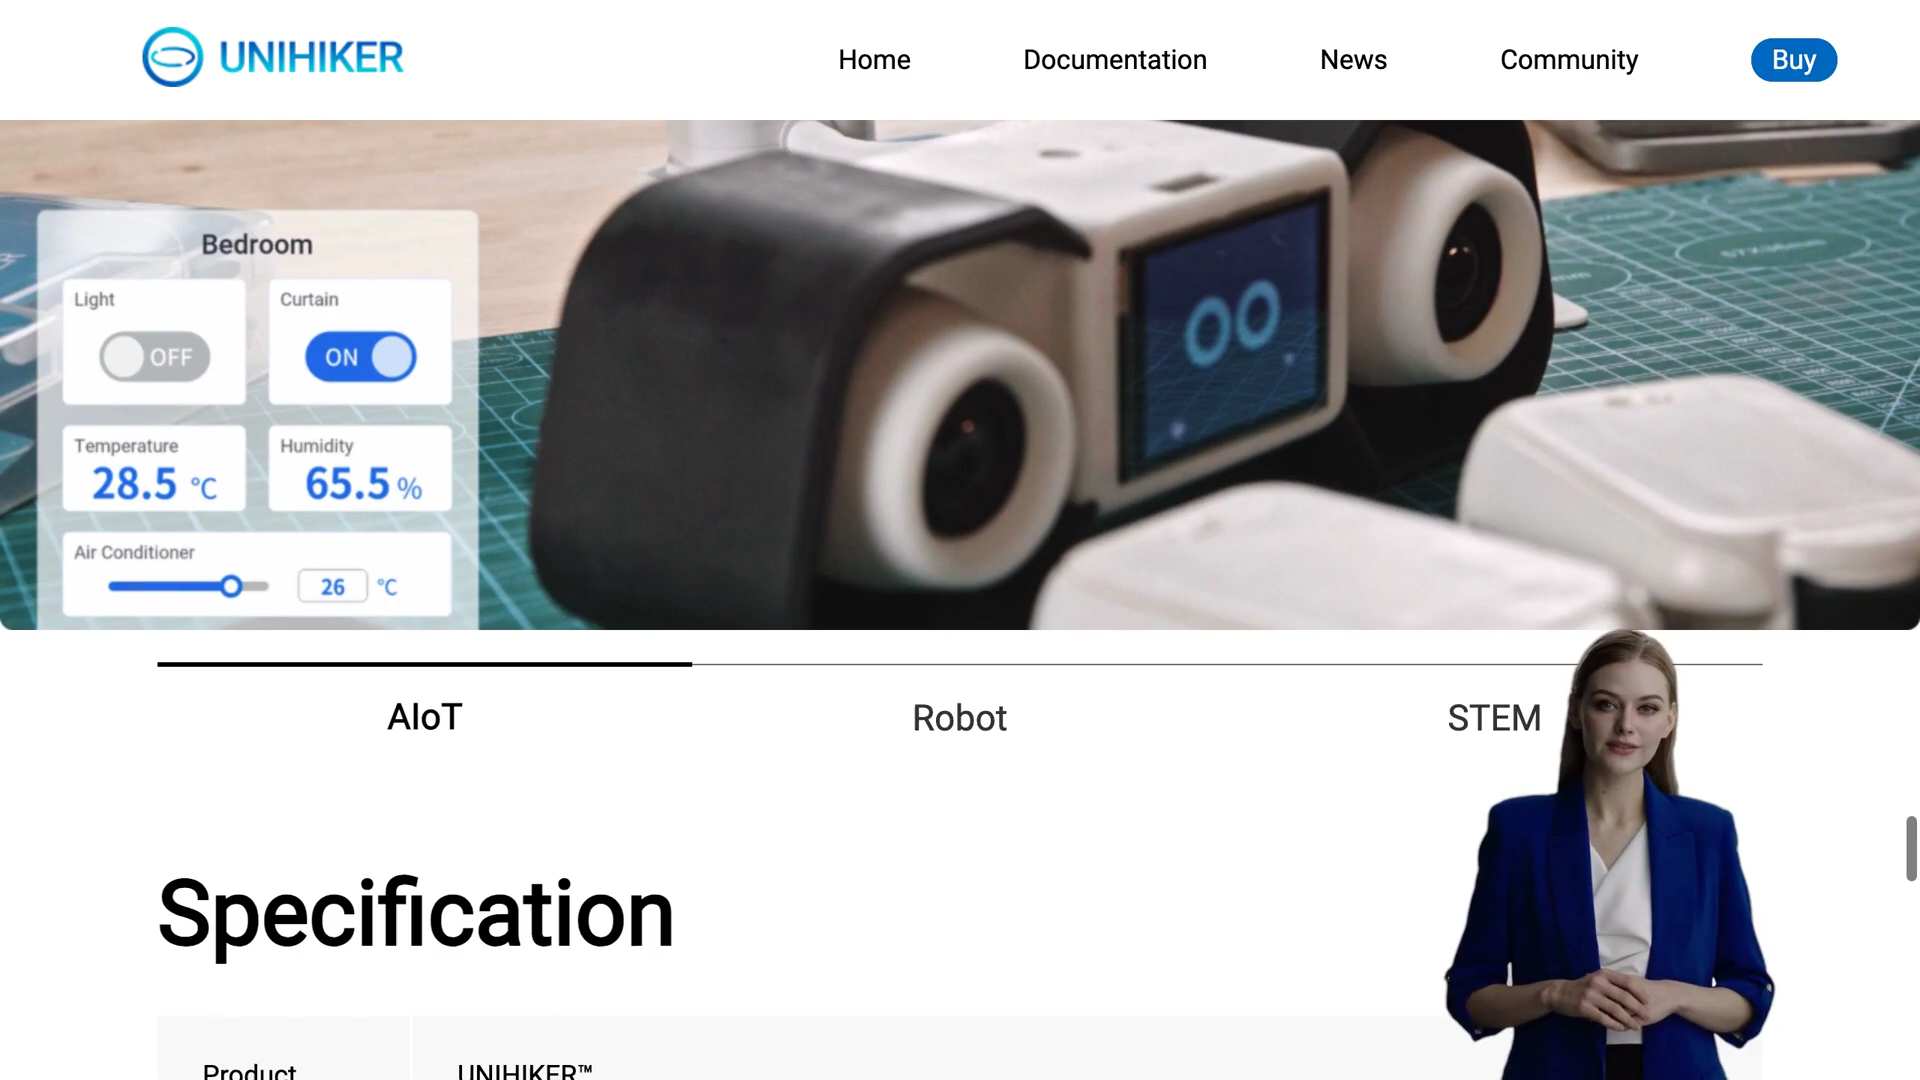 UNIHIKER
Home
Documentation
News
Community
Buy
Bedroom
Light
Curtain
OFF
ON
Temperature
Humidity
28.5 °C
65.5 %
Air Conditioner
26 °C
AIoT
Robot
STEM
Specification
Product
UNIHIKER™